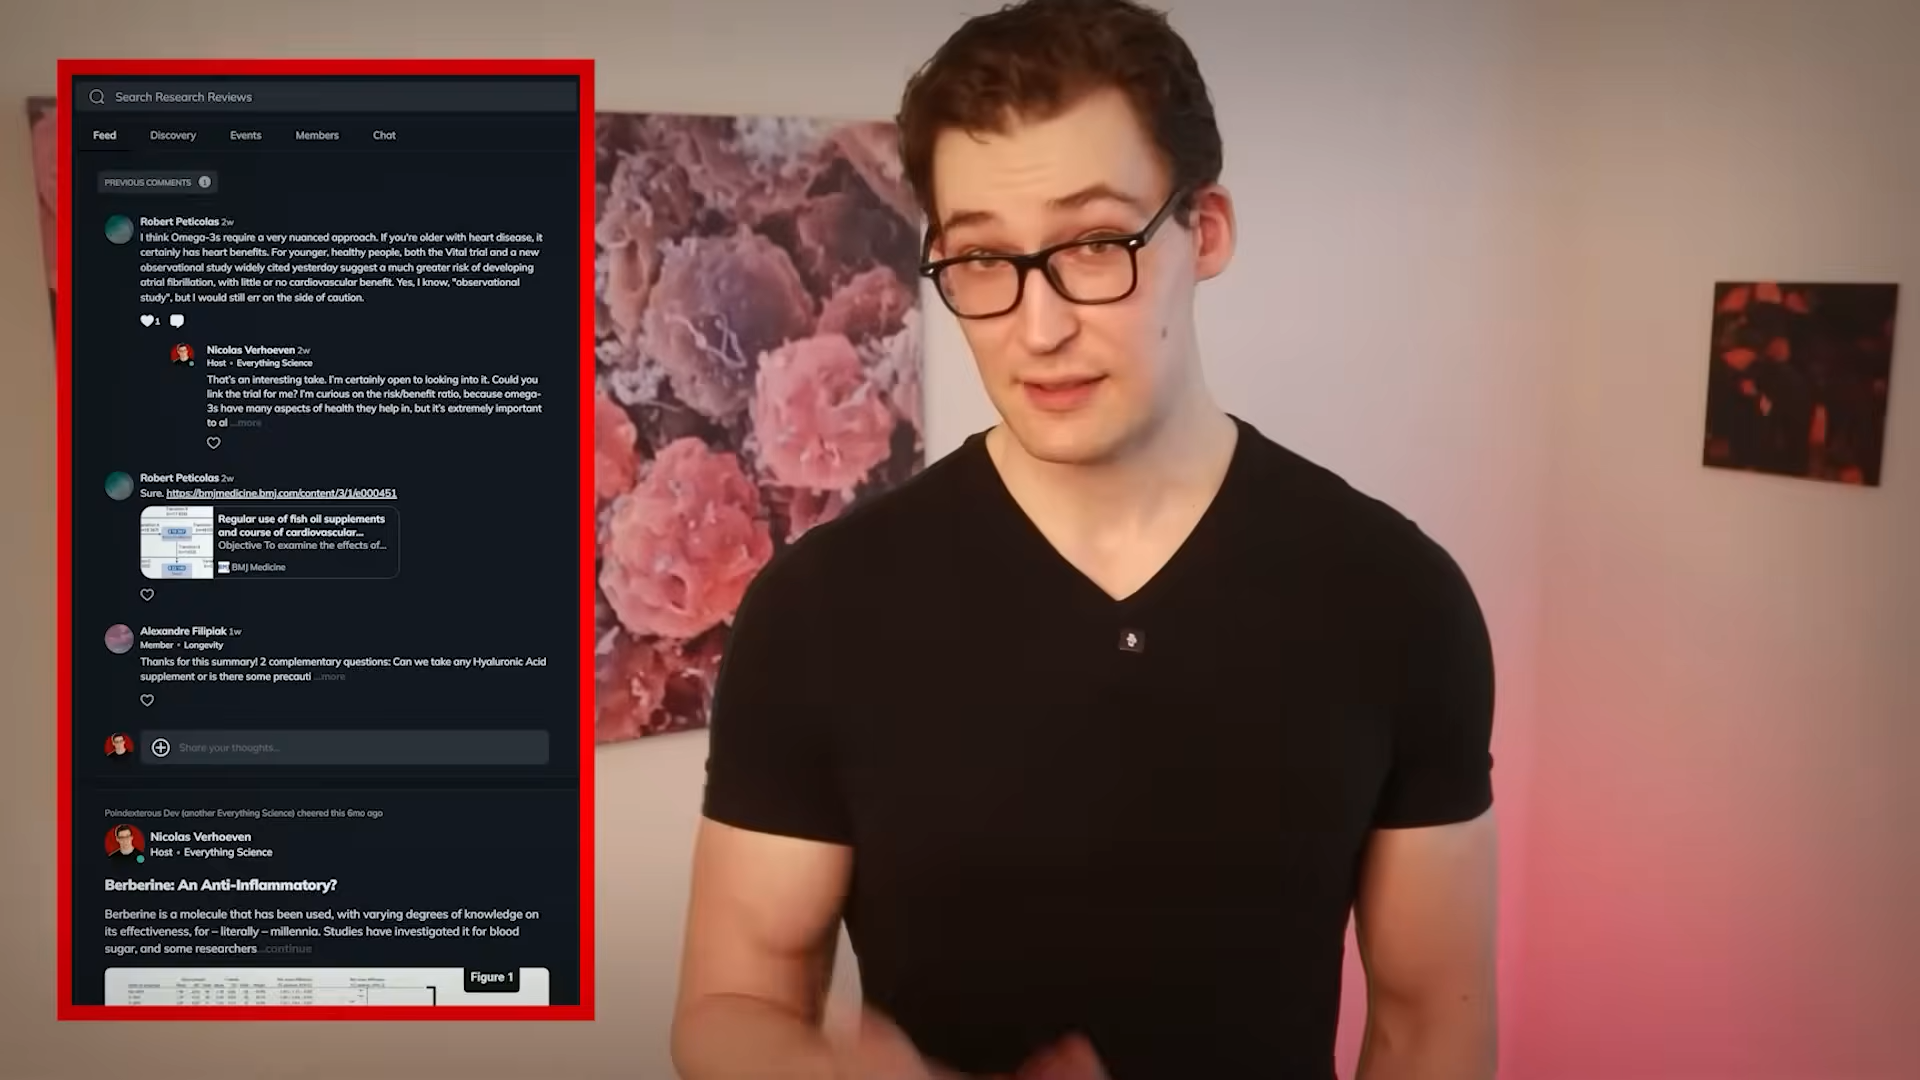 Search Research Reviews
Feed Discovery Events Members Chat
PREVIOUS COMMENTS 1
Robert Peticolas 2w
I think Omega-3s require a very nuanced approach. If you're older with heart disease, it
certainly has heart benefits. For younger, healthy people, both the Vital trial and a new
observational study widely cited yesterday suggest a much greater risk of developing
atrial fibrillation, with little or no cardiovascular benefit. Yes, I know, "observational
study", but I would still err on the side of caution.
1
Nicolas Verhoeven 2w
Host • Everything Science
That's an interesting take. I'm certainly open to looking into it. Could you
link the trial for me? I'm curious on the risk/benefit ratio, because omega-
3s have many aspects of health they help in, but it's extremely important
to al ...more
Robert Peticolas 2w
Sure. https://bmjmedicine.bmj.com/content/3/1/e000451
Regular use of fish oil supplements
and course of cardiovascular...
Objective To examine the effects of...
BMJ Medicine
Alexandre Filipiak 1w
Member • Longevity
Thanks for this summary! 2 complementary questions: Can we take any Hyaluronic Acid
supplement or is there some precauti ...more
Share your thoughts...
Poindexterous Dev (another Everything Science) cheered this 6mo ago
Nicolas Verhoeven
Host • Everything Science
Berberine: An Anti-Inflammatory?
Berberine is a molecule that has been used, with varying degrees of knowledge on
its effectiveness, for – literally – millennia. Studies have investigated it for blood
sugar, and some researchers ...continue
Figure 1